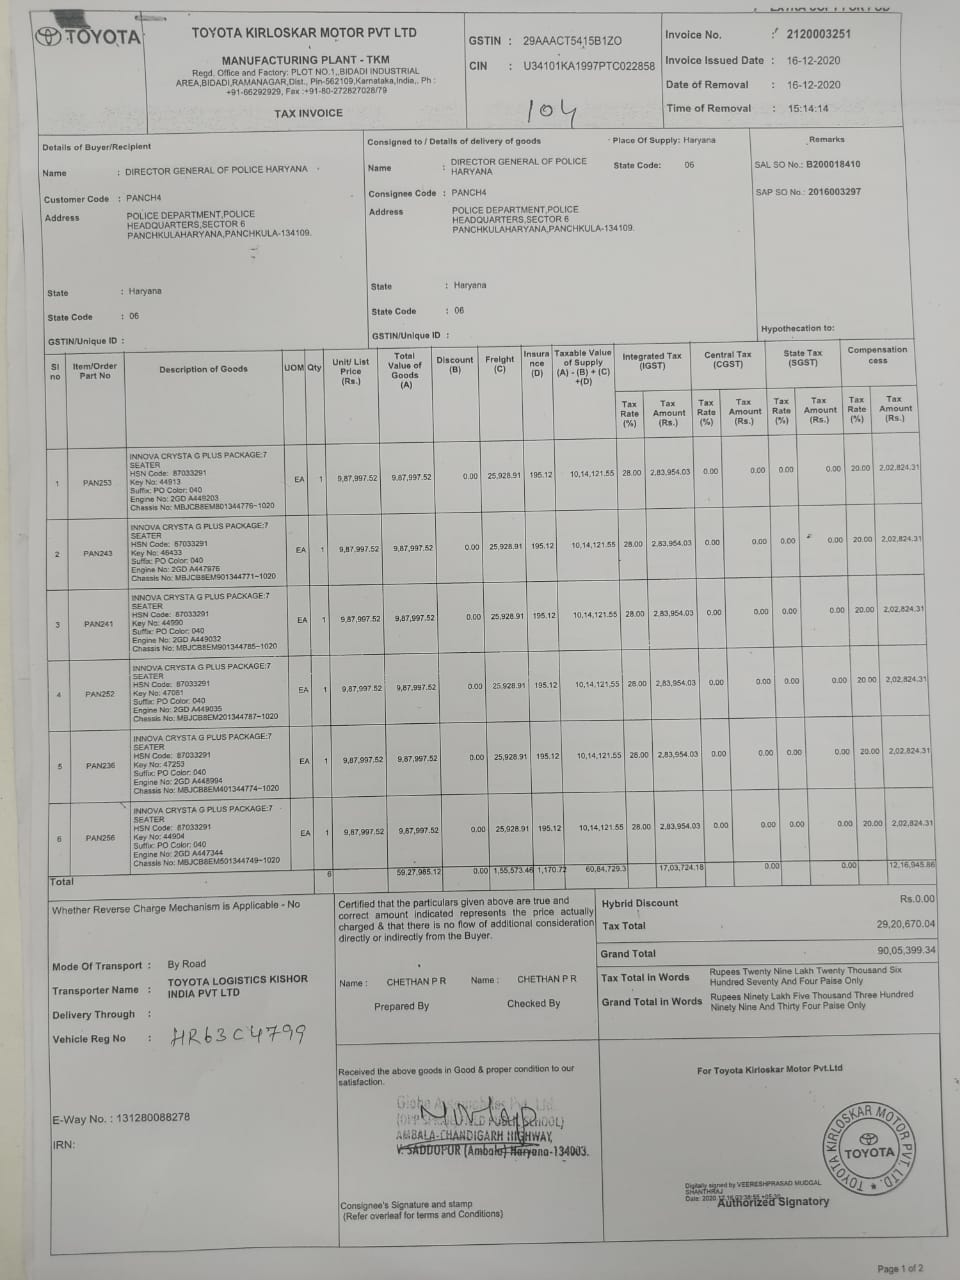 TOYOTA
TOYOTA KIRLOSKAR MOTOR PVT LTD
MANUFACTURING PLANT - TKM
Regd. Office and Factory: PLOT NO.1,,BIDADI INDUSTRIAL
AREA,BIDADI,RAMANAGAR,Dist., Pin-562109,Karnataka,India,, Ph :
+91-66292929, Fax :+91-80-272827028/79
TAX INVOICE
GSTIN : 29AAACT5415B1ZO
CIN : U34101KA1997PTC022858
104
Invoice No. : 2120003251
Invoice Issued Date : 16-12-2020
Date of Removal : 16-12-2020
Time of Removal : 15:14:14
Details of Buyer/Recipient
Name : DIRECTOR GENERAL OF POLICE HARYANA
Customer Code : PANCH4
Address POLICE DEPARTMENT,POLICE
HEADQUARTERS,SECTOR 6
PANCHKULAHARYANA,PANCHKULA-134109.
State : Haryana
State Code : 06
GSTIN/Unique ID :
Consigned to / Details of delivery of goods
Place Of Supply: Haryana
Name : DIRECTOR GENERAL OF POLICE
HARYANA
State Code: 06
Consignee Code : PANCH4
Address POLICE DEPARTMENT,POLICE
HEADQUARTERS,SECTOR 6
PANCHKULAHARYANA,PANCHKULA-134109.
State : Haryana
State Code : 06
GSTIN/Unique ID :
Remarks
SAL SO No.: B200018410
SAP SO No.: 2016003297
Hypothecation to:
Sl no Item/Order Part No Description of Goods UOM Qty Unit/ List Price (Rs.) Total Value of Goods (A) Discount (B) Freight (C) Insura nce (D) Taxable Value of Supply (A) - (B) + (C) +(D) Integrated Tax (IGST) Central Tax (CGST) State Tax (SGST) Compensation cess
Tax Rate (%) Tax Amount (Rs.) Tax Rate (%) Tax Amount (Rs.) Tax Rate (%) Tax Amount (Rs.) Tax Rate (%) Tax Amount (Rs.)
INNOVA CRYSTA G PLUS PACKAGE:7
SEATER
HSN Code: 87033291
1 PAN253 Key No: 44913 EA 1 9,87,997.52 9,87,997.52 0.00 25,928.91 195.12 10,14,121.55 28.00 2,83,954.03 0.00 0.00 0.00 0.00 20.00 2,02,824.31
Suffix: PO Color: 040
Engine No: 2GD A449203
Chassis No: MBJCB8EM801344776-1020
INNOVA CRYSTA G PLUS PACKAGE:7
SEATER
HSN Code: 87033291
2 PAN243 Key No: 46433 EA 1 9,87,997.52 9,87,997.52 0.00 25,928.91 195.12 10,14,121.55 28.00 2,83,954.03 0.00 0.00 0.00 0.00 20.00 2,02,824.31
Suffix: PO Color: 040
Engine No: 2GD A447976
Chassis No: MBJCB8EM901344771-1020
INNOVA CRYSTA G PLUS PACKAGE:7
SEATER
HSN Code: 87033291
3 PAN241 Key No: 44990 EA 1 9,87,997.52 9,87,997.52 0.00 25,928.91 195.12 10,14,121.55 28.00 2,83,954.03 0.00 0.00 0.00 0.00 20.00 2,02,824.31
Suffix: PO Color: 040
Engine No: 2GD A449032
Chassis No: MBJCB8EM901344785-1020
INNOVA CRYSTA G PLUS PACKAGE:7
SEATER
HSN Code: 87033291
4 PAN252 Key No: 47081 EA 1 9,87,997.52 9,87,997.52 0.00 25,928.91 195.12 10,14,121.55 28.00 2,83,954.03 0.00 0.00 0.00 0.00 20.00 2,02,824.31
Suffix: PO Color: 040
Engine No: 2GD A449035
Chassis No: MBJCB8EM201344787-1020
INNOVA CRYSTA G PLUS PACKAGE:7
SEATER
HSN Code: 87033291
5 PAN236 Key No: 47253 EA 1 9,87,997.52 9,87,997.52 0.00 25,928.91 195.12 10,14,121.55 28.00 2,83,954.03 0.00 0.00 0.00 0.00 20.00 2,02,824.31
Suffix: PO Color: 040
Engine No: 2GD A448994
Chassis No: MBJCB8EM401344774-1020
INNOVA CRYSTA G PLUS PACKAGE:7
SEATER
HSN Code: 87033291
6 PAN256 Key No: 44904 EA 1 9,87,997.52 9,87,997.52 0.00 25,928.91 195.12 10,14,121.55 28.00 2,83,954.03 0.00 0.00 0.00 0.00 20.00 2,02,824.31
Suffix: PO Color: 040
Engine No: 2GD A447344
Chassis No: MBJCB8EM501344749-1020
Total 6 59,27,985.12 0.00 1,55,573.46 1,170.72 60,84,729.3 17,03,724.18 0.00 0.00 12,16,945.86
Whether Reverse Charge Mechanism is Applicable - No
Mode Of Transport : By Road
Transporter Name : TOYOTA LOGISTICS KISHOR
INDIA PVT LTD
Delivery Through :
Vehicle Reg No : HR63C4799
E-Way No. : 131280088278
IRN:
Certified that the particulars given above are true and
correct amount indicated represents the price actually
charged & that there is no flow of additional consideration
directly or indirectly from the Buyer.
Name : CHETHAN P R Name : CHETHAN P R
Prepared By Checked By
Hybrid Discount Rs.0.00
Tax Total 29,20,670.04
Grand Total 90,05,399.34
Tax Total in Words Rupees Twenty Nine Lakh Twenty Thousand Six
Hundred Seventy And Four Paise Only
Grand Total in Words Rupees Ninety Lakh Five Thousand Three Hundred
Ninety Nine And Thirty Four Paise Only
Received the above goods in Good & proper condition to our
satisfaction.
AMBALA-CHANDIGARH HIGHWAY,
V. SADDOPUR (Ambala) Haryana-134003.
Consignee's Signature and stamp
(Refer overleaf for terms and Conditions)
For Toyota Kirloskar Motor Pvt.Ltd
TOYOTA KIRLOSKAR MOTOR PVT. LTD.
TOYOTA
Digitally signed by VEERESHPRASAD MUDGAL
SHANTHRAJ
Authorized Signatory
Page 1 of 2